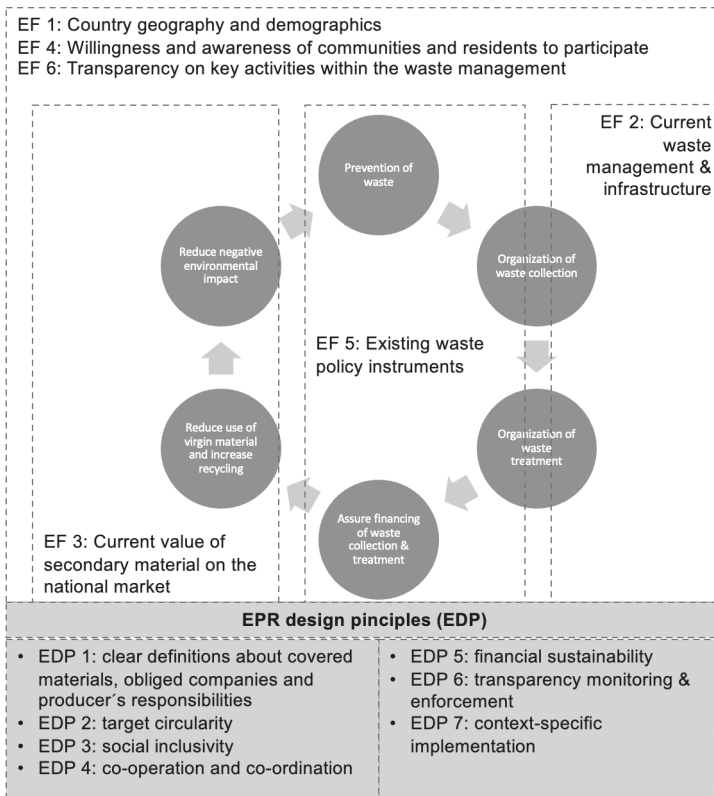 EF 1: Country geography and demographics
EF 4: Willingness and awareness of communities and residents to participate
EF 6: Transparency on key activities within the waste management
EF 2: Current
waste
management &
infrastructure
Prevention of
waste
Reduce negative
environmental
impact
Organization of
waste collection
EF 5: Existing waste
policy instruments
Reduce use of
virgin material
and increase
recycling
Organization of
waste
treatment
Assure financing
of waste
collection &
treatment
EF 3: Current value of
secondary material on the
national market
EPR design pinciples (EDP)
• EDP 1: clear definitions about covered
materials, obliged companies and
producer´s responsibilities
• EDP 2: target circularity
• EDP 3: social inclusivity
• EDP 4: co-operation and co-ordination
• EDP 5: financial sustainability
• EDP 6: transparency monitoring &
enforcement
• EDP 7: context-specific
implementation